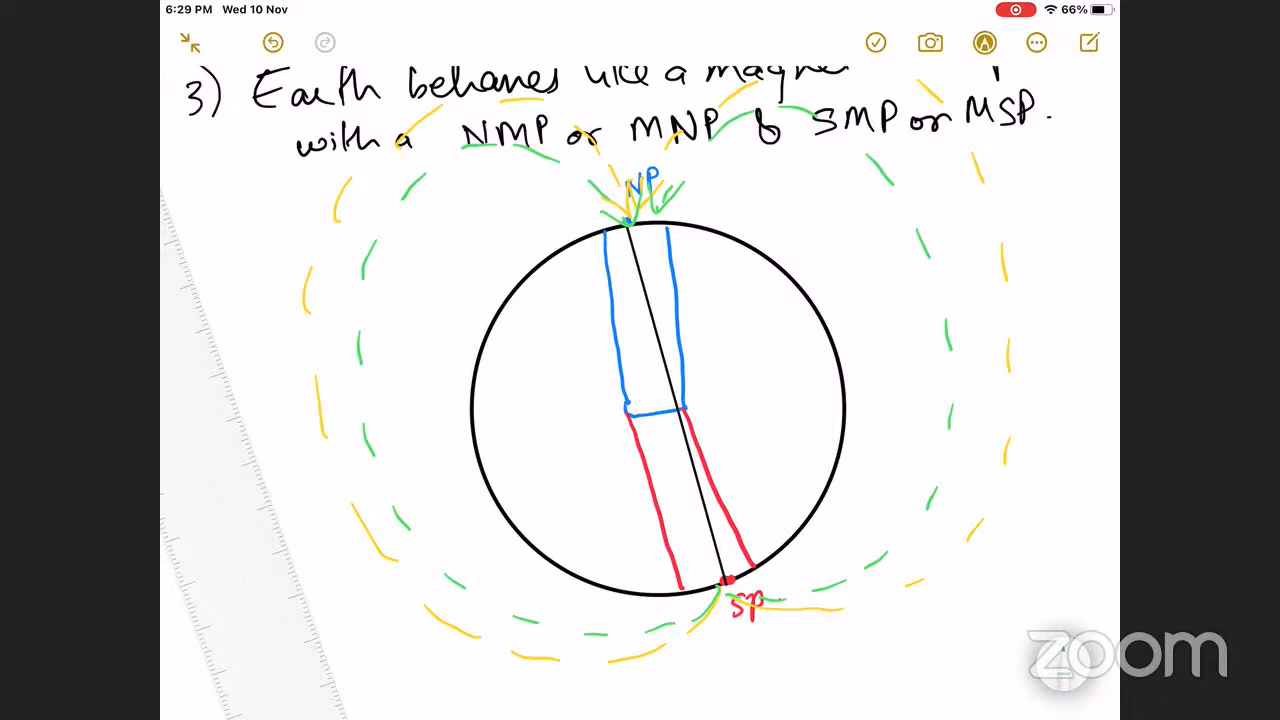 6:29 PM Wed 10 Nov
66%
3) Earth behaves like a Magne
with a NMP or MNP & SMP or MSP.
NP
SP
zoom